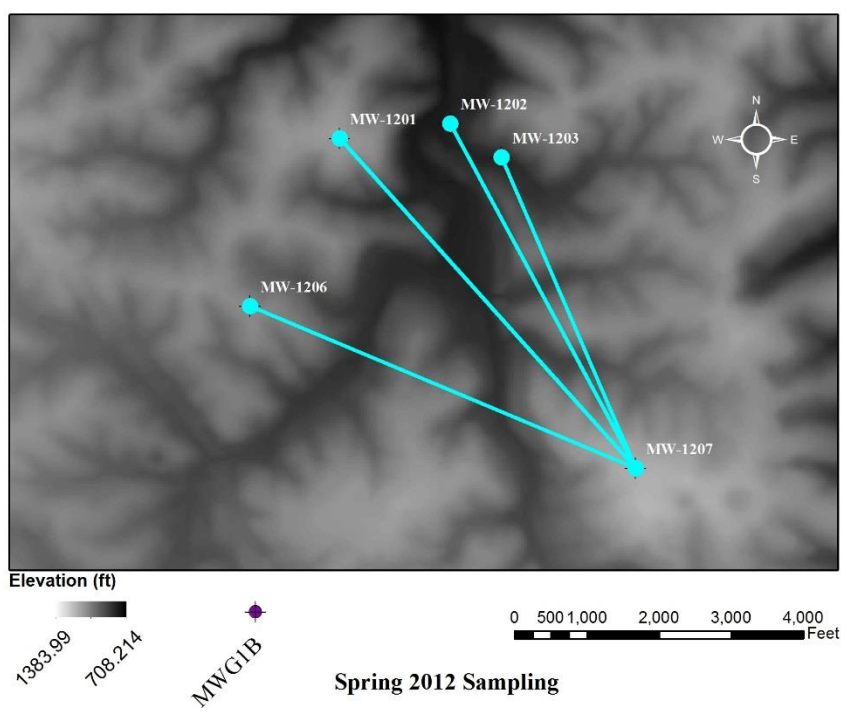 MW-1202
MW-1201
MW-1203
N
W E
S
MW-1206
MW-1207
Elevation (ft)
1383.99
708.214
MWG1B
0 500 1,000 2,000 3,000 4,000
Feet
Spring 2012 Sampling